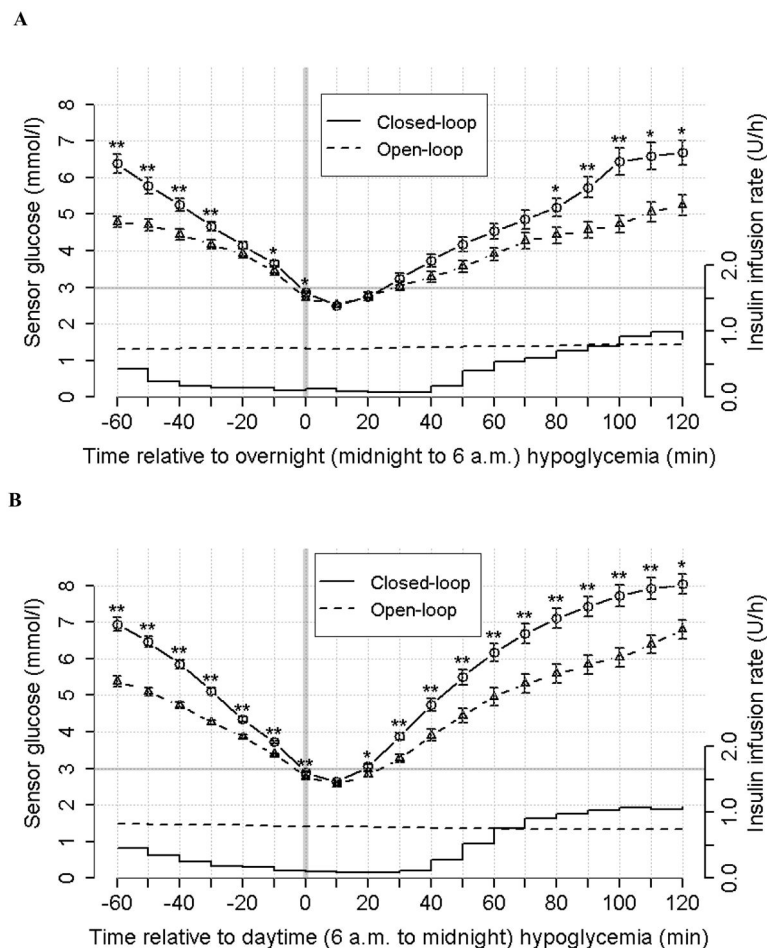 A
Sensor glucose (mmol/l)
8
7
6
5
4
3
2
1
0
** ** ** ** * * * ** ** * *
Closed-loop
Open-loop
2.0
1.0
0.0
Insulin infusion rate (U/h)
-60 -40 -20 0 20 40 60 80 100 120
Time relative to overnight (midnight to 6 a.m.) hypoglycemia (min)
B
Sensor glucose (mmol/l)
8
7
6
5
4
3
2
1
0
** ** ** ** ** ** ** * ** ** ** ** ** ** ** ** ** *
Closed-loop
Open-loop
2.0
1.0
0.0
Insulin infusion rate (U/h)
-60 -40 -20 0 20 40 60 80 100 120
Time relative to daytime (6 a.m. to midnight) hypoglycemia (min)